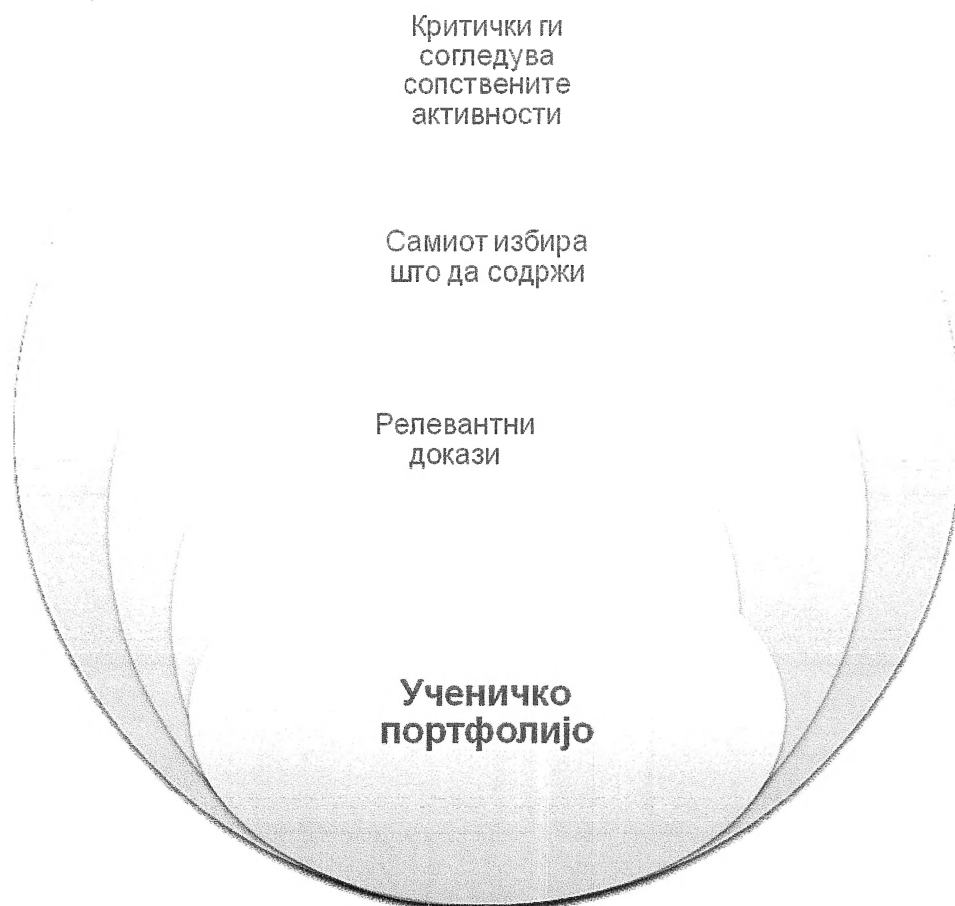 Критички ги
согледува
сопствените
активности
Самиот избира
што да содржи
Релевантни
докази
Ученичко
портфолијо